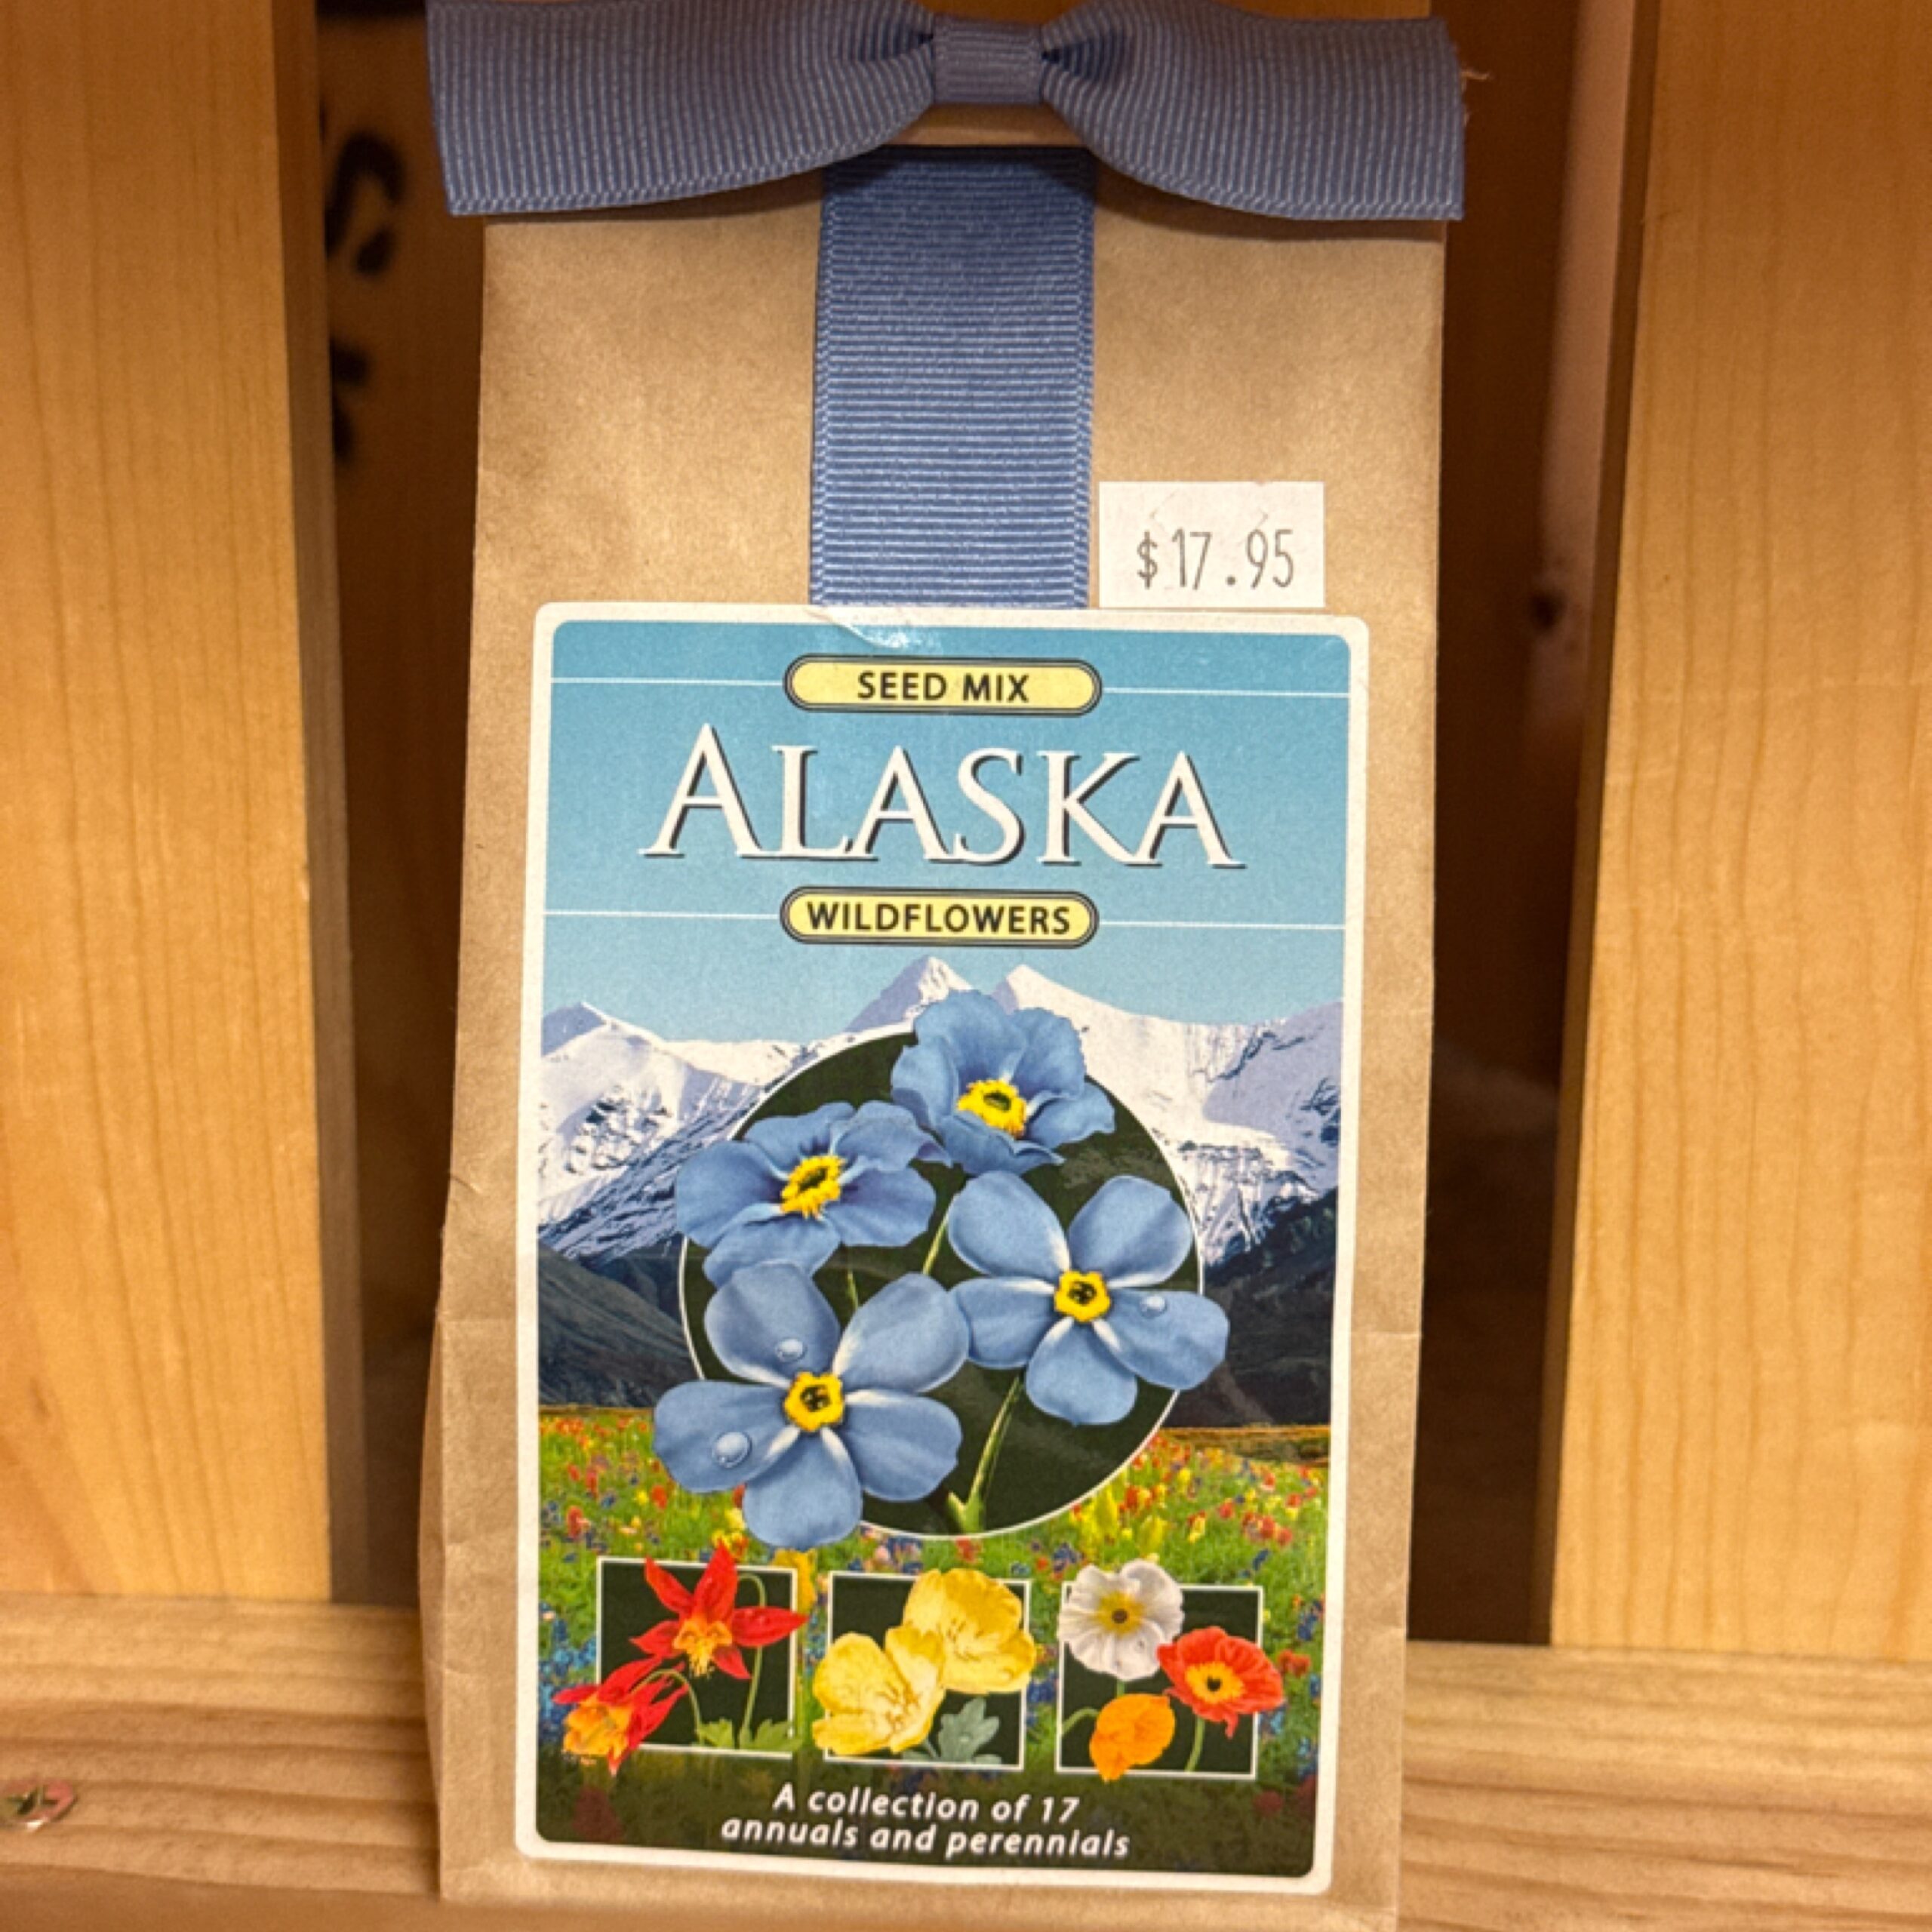 $17.95
SEED MIX
ALASKA
WILDFLOWERS
A collection of 17
annuals and perennials